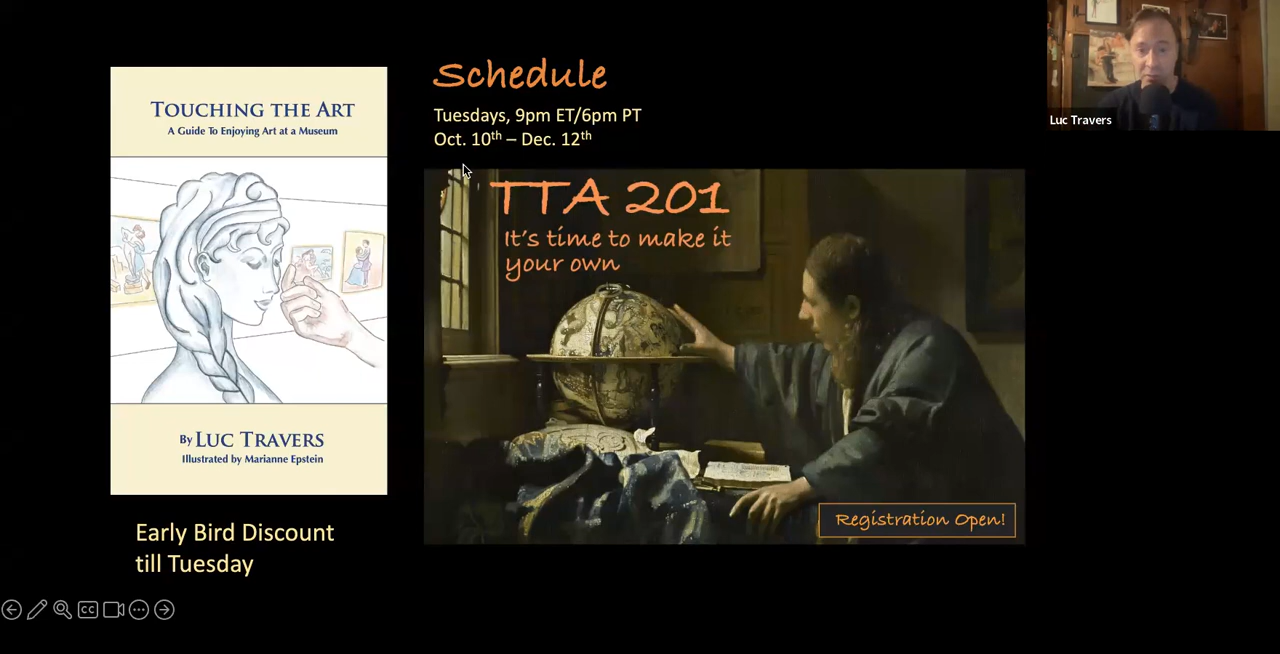 TOUCHING THE ART
A Guide To Enjoying Art at a Museum
By LUC TRAVERS
Illustrated by Marianne Epstein
Early Bird Discount
till Tuesday
Schedule
Tuesdays, 9pm ET/6pm PT
Oct. 10th – Dec. 12th
TTA 201
It's time to make it
your own
Registration Open!
Luc Travers
CC